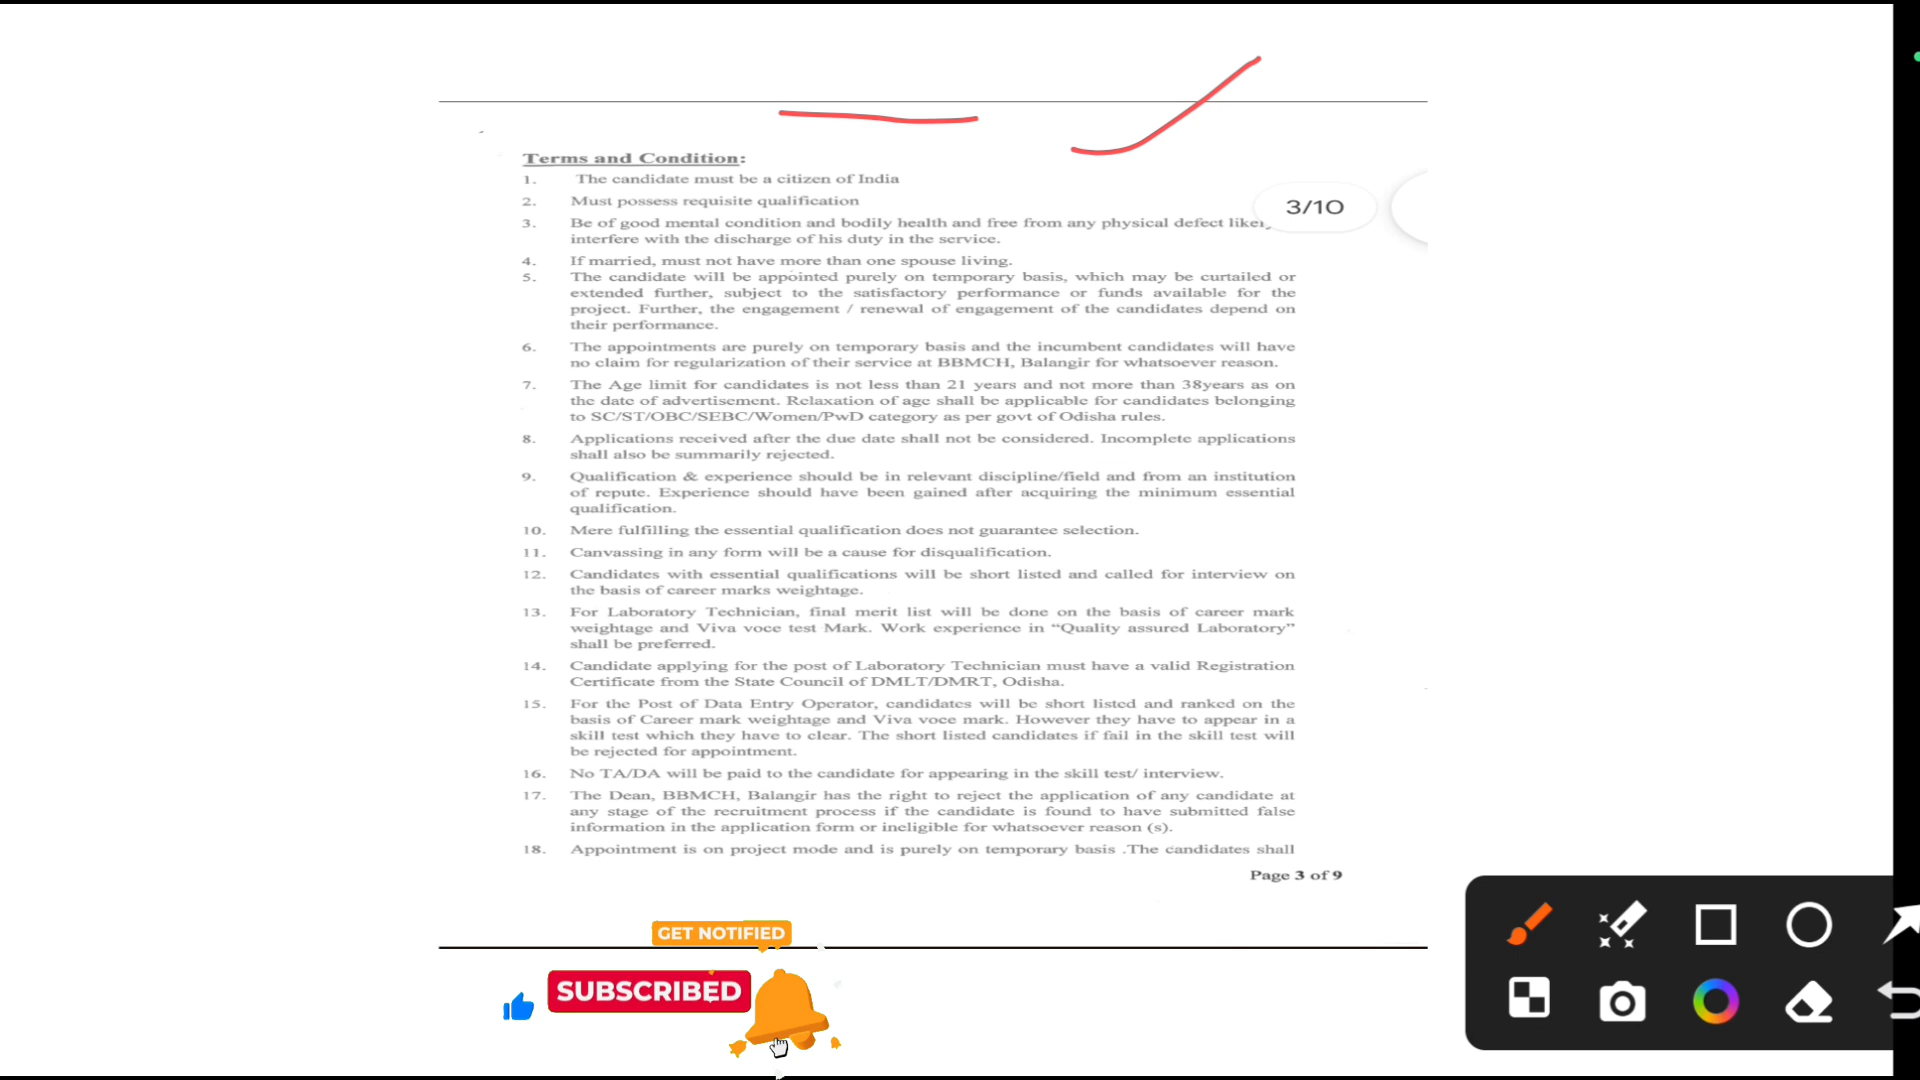 Terms and Condition:
1. The candidate must be a citizen of India
2. Must possess requisite qualification
3/10
3. Be of good mental condition and bodily health and free from any physical defect
interfere with the discharge of his duty in the service.
4. If married, must not have more than one spouse living.
5. The candidate will be appointed purely on temporary basis, which may be curtailed or
extended further, subject to the satisfactory performance or funds available for the
project. Further, the engagement / renewal of engagement of the candidates depend on
their performance.
6. The appointments are purely on temporary basis and the incumbent candidates will have
no claim for regularization of their service at BBMCH, Balangir for whatsoever reason.
7. The Age limit for candidates is not less than 21 years and not more than 38years as on
the date of advertisement. Relaxation of age shall be applicable for candidates belonging
to SC/ST/OBC/SEBC/Women/PwD category as per govt of Odisha rules.
8. Applications received after the due date shall not be considered. Incomplete applications
shall also be summarily rejected.
9. Qualification & experience should be in relevant discipline/field and from an institution
of repute. Experience should have been gained after acquiring the minimum essential
qualification.
10. Mere fulfilling the essential qualification does not guarantee selection.
11. Canvassing in any form will be a cause for disqualification.
12. Candidates with essential qualifications will be short listed and called for interview on
the basis of career marks weightage.
13. For Laboratory Technician, final merit list will be done on the basis of career mark
weightage and Viva voce test Mark. Work experience in “Quality assured Laboratory”
shall be preferred.
14. Candidate applying for the post of Laboratory Technician must have a valid Registration
Certificate from the State Council of DMLT/DMRT, Odisha.
15. For the Post of Data Entry Operator, candidates will be short listed and ranked on the
basis of Career mark weightage and Viva voce mark. However they have to appear in a
skill test which they have to clear. The short listed candidates if fail in the skill test will
be rejected for appointment.
16. No TA/DA will be paid to the candidate for appearing in the skill test/ interview.
17. The Dean, BBMCH, Balangir has the right to reject the application of any candidate at
any stage of the recruitment process if the candidate is found to have submitted false
information in the application form or ineligible for whatsoever reason (s).
18. Appointment is on project mode and is purely on temporary basis .The candidates shall
Page 3 of 9
GET NOTIFIED
SUBSCRIBED